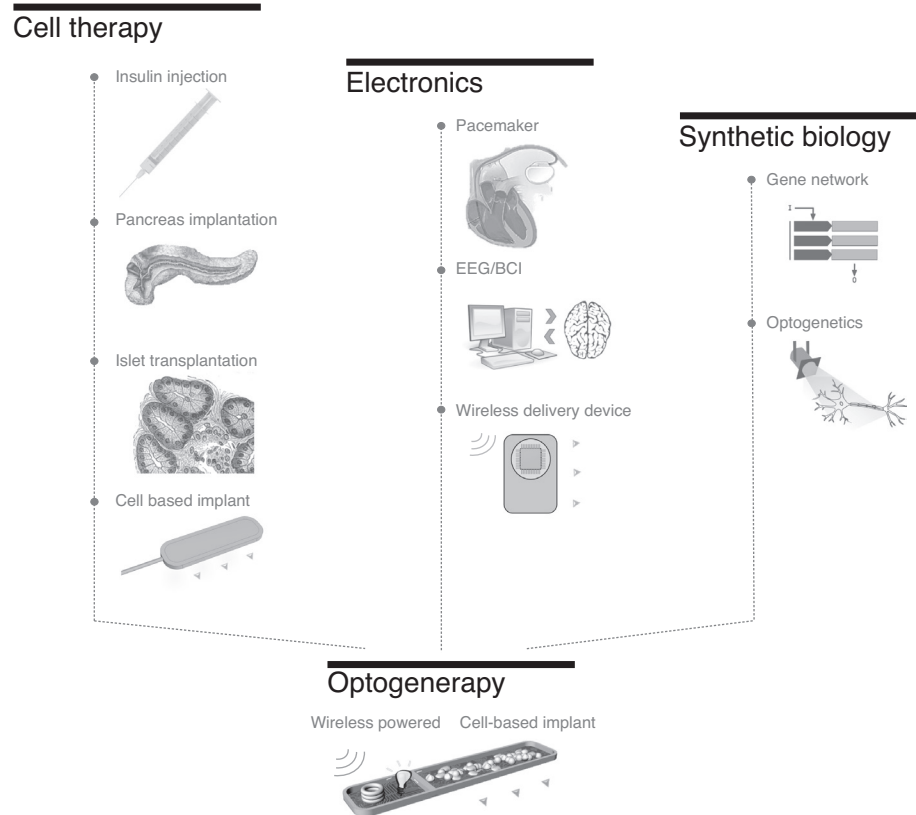 Cell therapy
Insulin injection
Pancreas implantation
Islet transplantation
Cell based implant
Electronics
Pacemaker
EEG/BCI
Wireless delivery device
Synthetic biology
Gene network
I
O
Optogenetics
Optogenerapy
Wireless powered
Cell-based implant